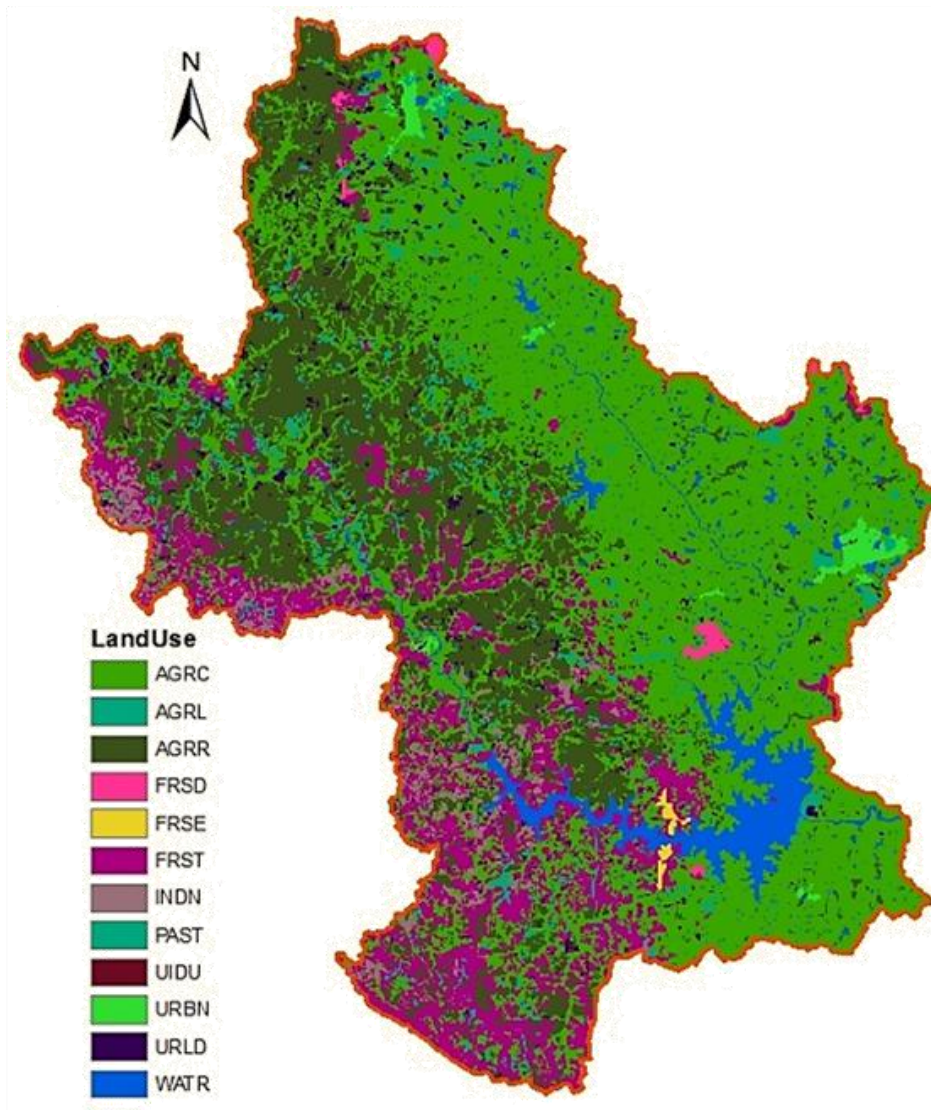 N
LandUse
AGRC
AGRL
AGRR
FRSD
FRSE
FRST
INDN
PAST
UIDU
URBN
URLD
WATR